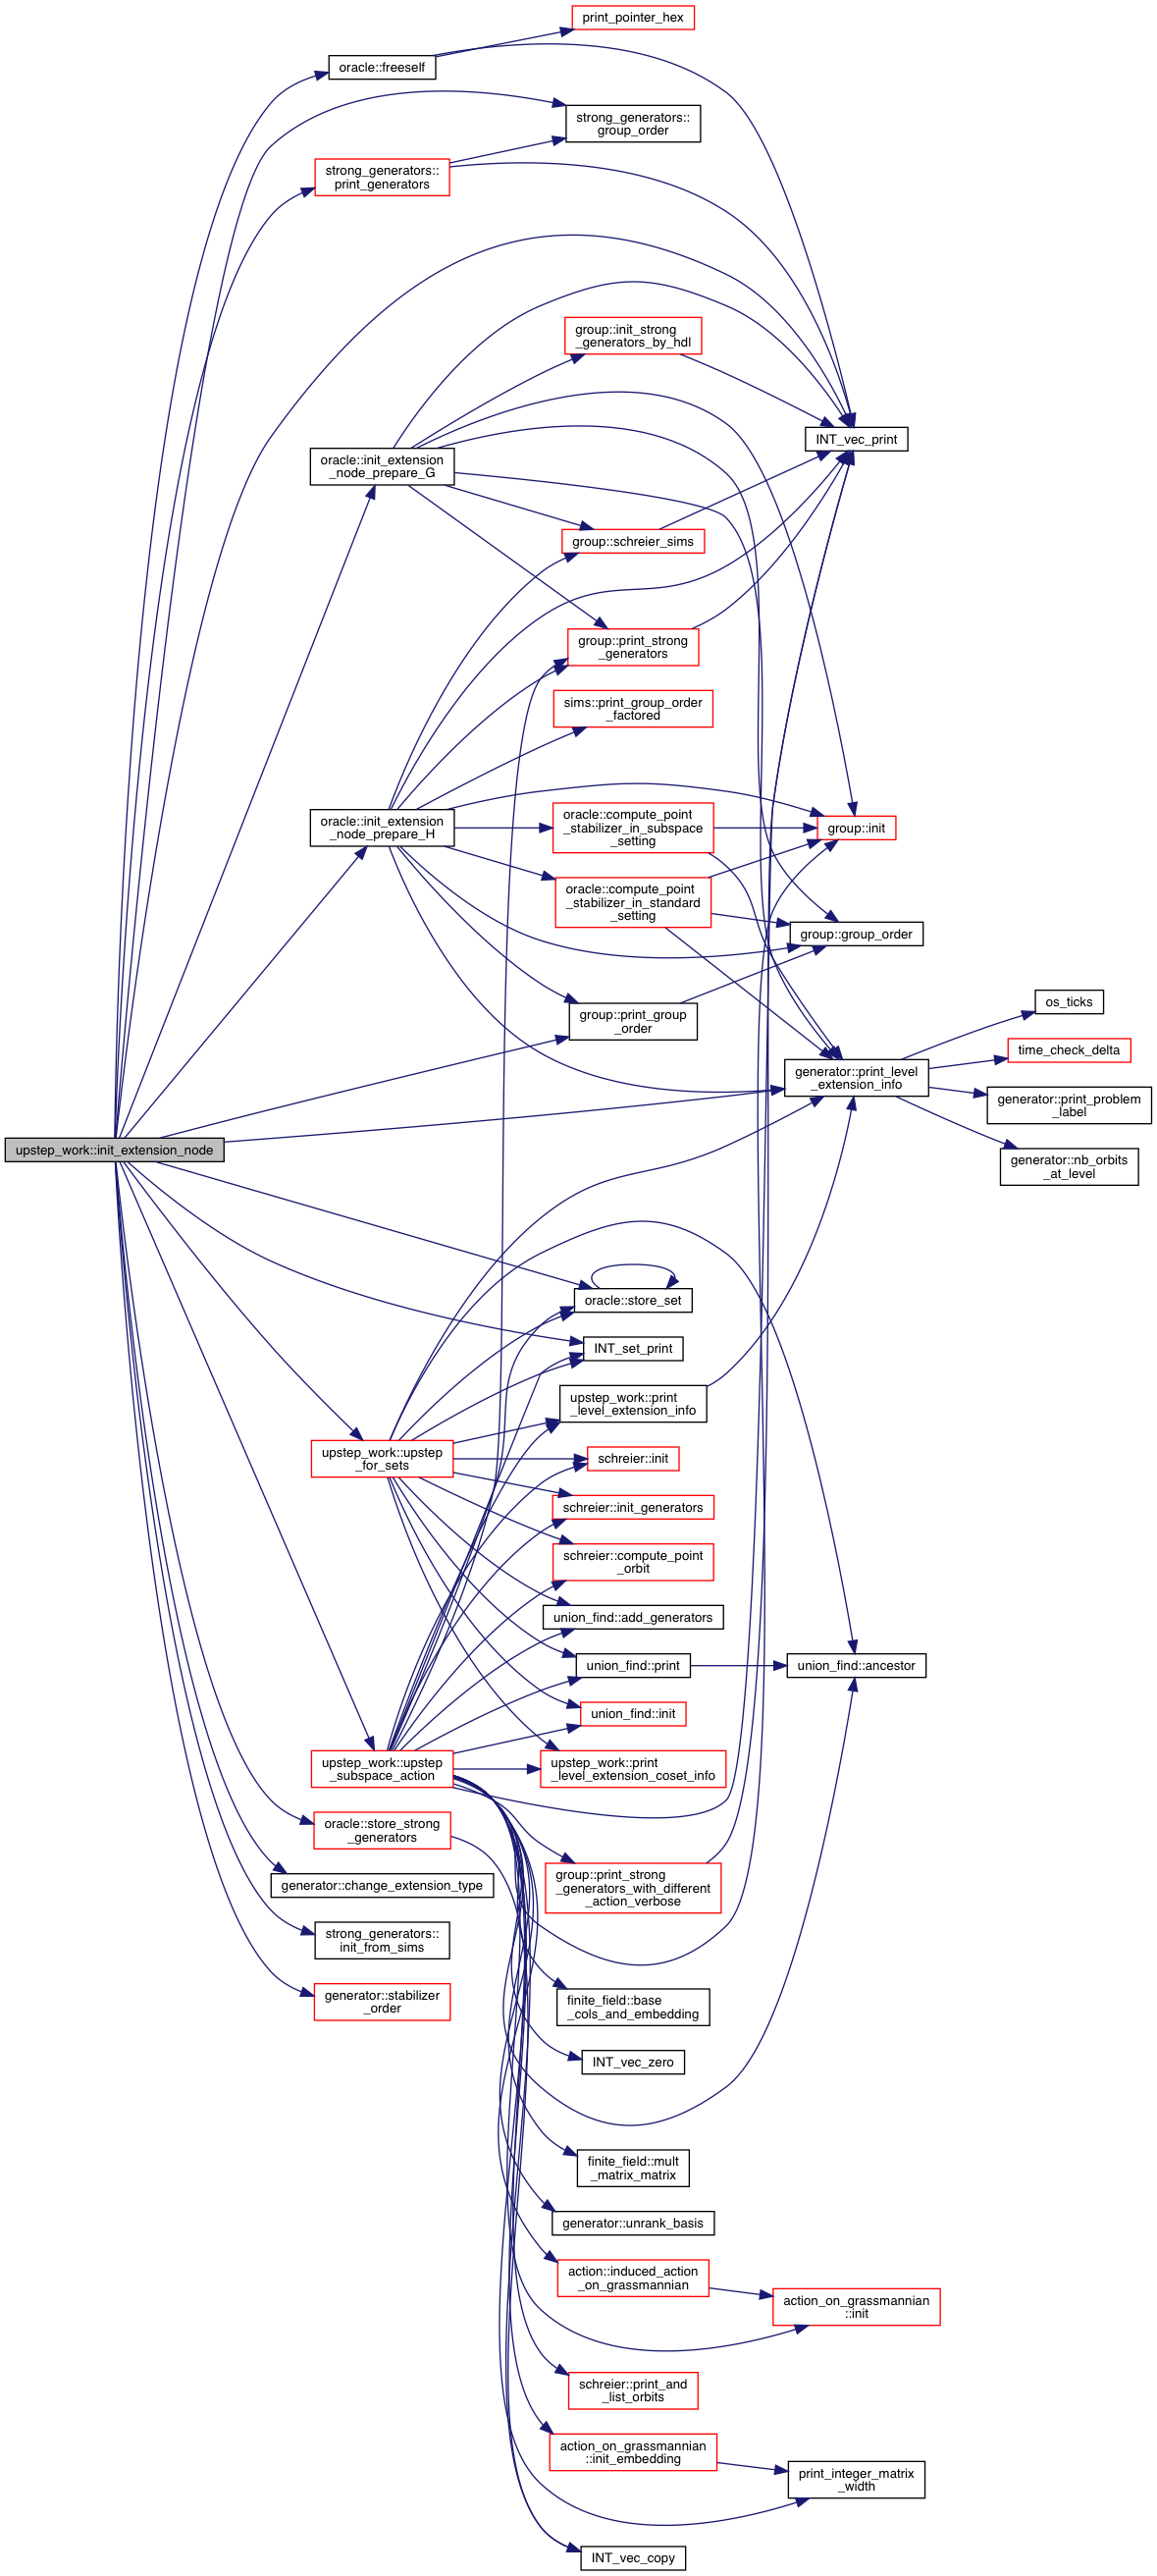 print_pointer_hex
oracle::freeself
strong_generators::
group_order
strong_generators::
print_generators
group::init_strong
_generators_by_hdl
INT_vec_print
oracle::init_extension
_node_prepare_G
group::schreier_sims
group::print_strong
_generators
sims::print_group_order
_factored
oracle::init_extension
_node_prepare_H
oracle::compute_point
_stabilizer_in_subspace
_setting
group::init
oracle::compute_point
_stabilizer_in_standard
_setting
group::group_order
group::print_group
_order
os_ticks
time_check_delta
generator::print_level
_extension_info
generator::print_problem
_label
generator::nb_orbits
_at_level
upstep_work::init_extension_node
oracle::store_set
INT_set_print
upstep_work::print
_level_extension_info
upstep_work::upstep
_for_sets
schreier::init
schreier::init_generators
schreier::compute_point
_orbit
union_find::add_generators
union_find::print
union_find::ancestor
union_find::init
upstep_work::upstep
_subspace_action
upstep_work::print
_level_extension_coset_info
oracle::store_strong
_generators
generator::change_extension_type
group::print_strong
_generators_with_different
_action_verbose
strong_generators::
init_from_sims
generator::stabilizer
_order
finite_field::base
_cols_and_embedding
INT_vec_zero
finite_field::mult
_matrix_matrix
generator::unrank_basis
action::induced_action
_on_grassmannian
action_on_grassmannian
::init
schreier::print_and
_list_orbits
action_on_grassmannian
::init_embedding
print_integer_matrix
_width
INT_vec_copy